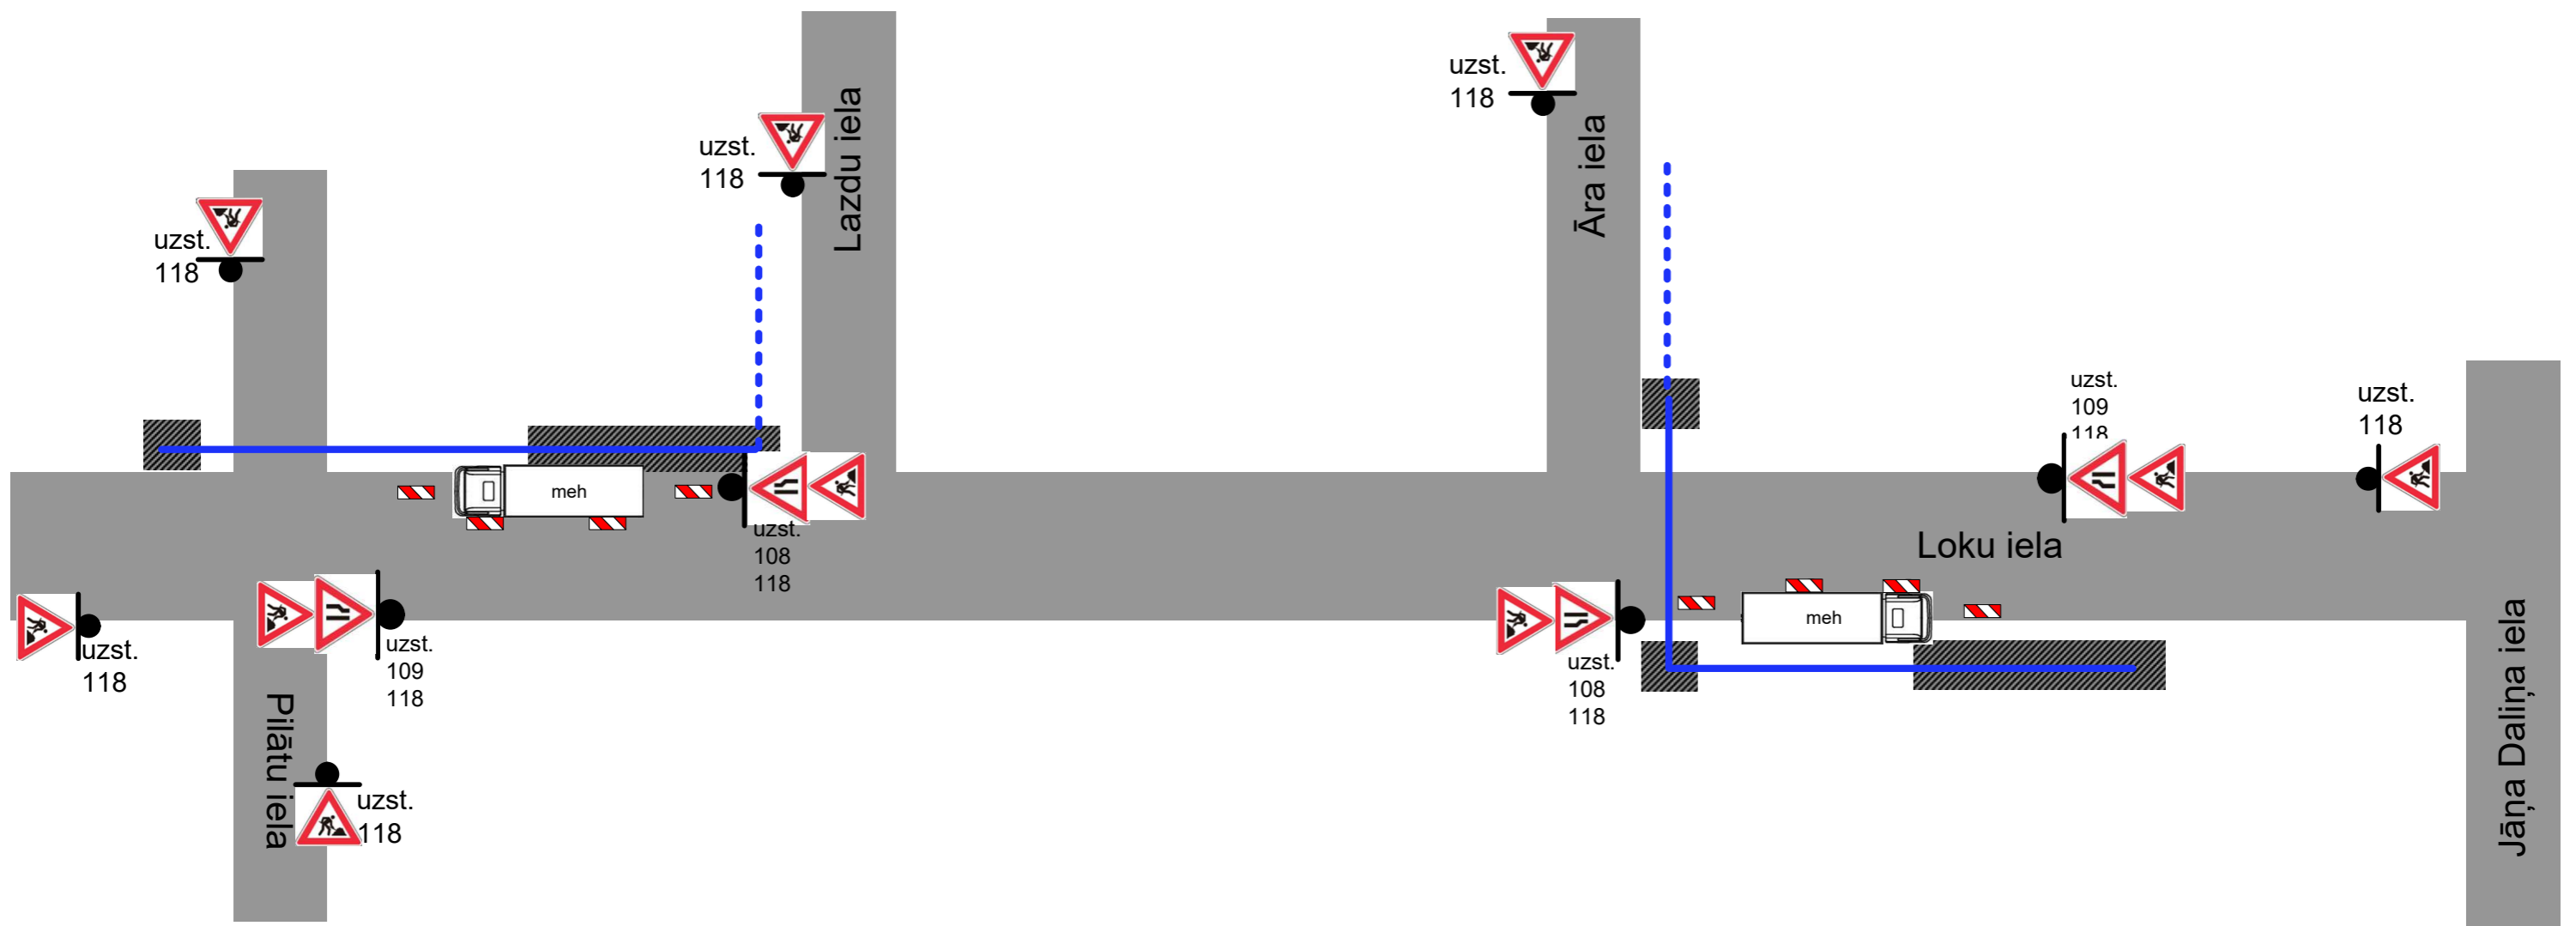 uzst.
118
Āra iela
uzst.
118
Lazdu iela
uzst.
118
uzst.
109
118
uzst.
118
meh
uzst.
108
118
Loku iela
meh
uzst.
118
uzst.
109
118
uzst.
108
118
Pilātu iela
uzst.
118
Jāņa Daliņa iela